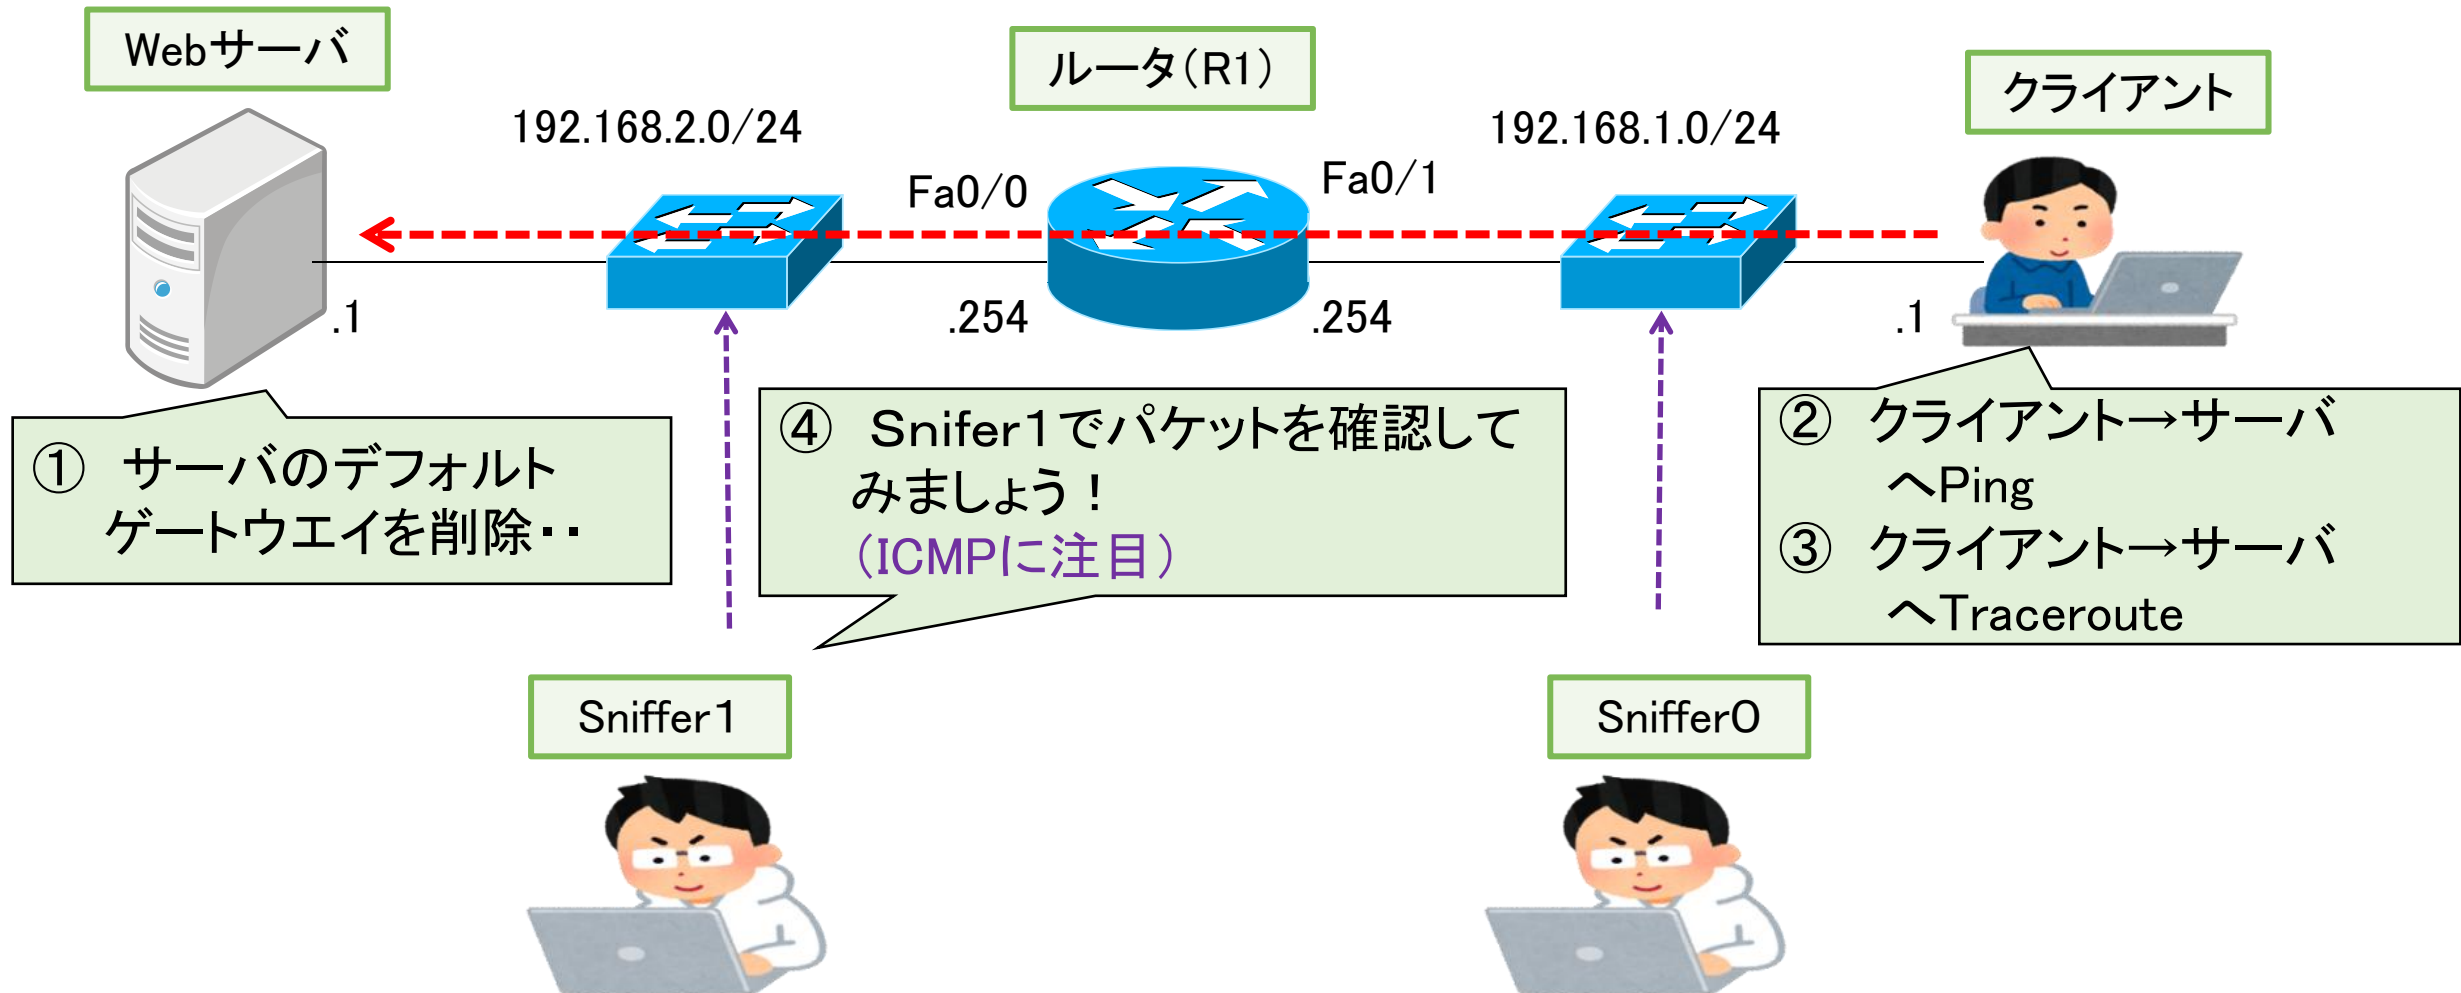 Webサーバ
ルータ(R1)
クライアント
192.168.2.0/24
192.168.1.0/24
Fa0/0
Fa0/1
.1
.254
.254
.1
① サーバのデフォルト
ゲートウエイを削除・・
④ Snifer1でパケットを確認して
みましょう!
(ICMPに注目)
② クライアント→サーバ
へPing
③ クライアント→サーバ
へTraceroute
Sniffer1
Sniffer0